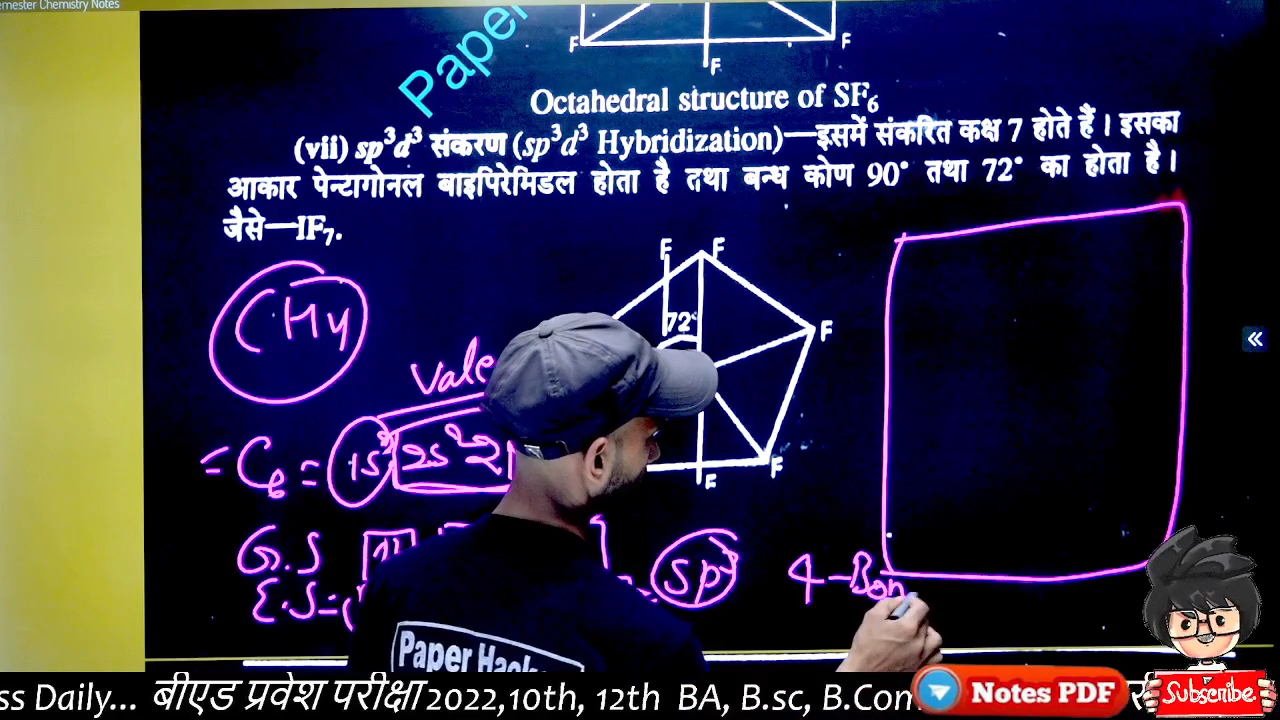 emester Chemistry Notes
Paper
F F
F
Octahedral structure of SF₆
(vii) sp³d³ संकरण (sp³d³ Hybridization)—इसमें संकरित कक्ष 7 होते हैं। इसका
आकार पेन्टागोनल बाइपिरेमिडल होता है तथा बन्ध कोण 90° तथा 72° का होता है।
जैसे—IF₇.
F F
CH4
72°
F
Vale
= C₆ = 1s² 2s² 2
F
F
G.S
E.S =
= sp³
4-Bon
Paper Hack
ss Daily... बीएड प्रवेश परीक्षा 2022,10th, 12th BA, B.sc, B.Com
Notes PDF
Subscribe